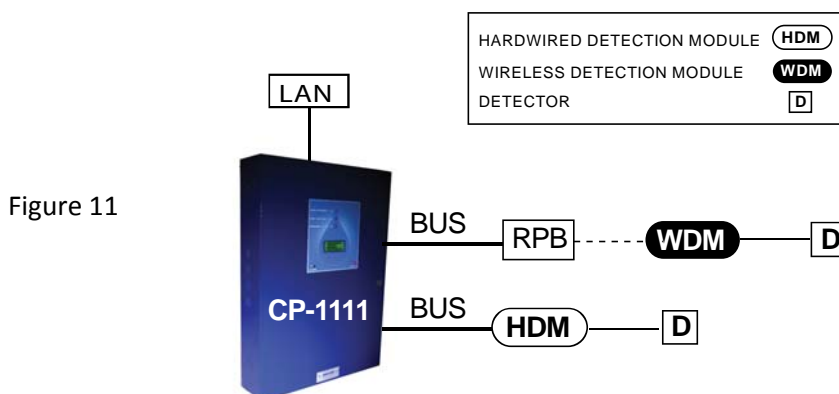 HARDWIRED DETECTION MODULE HDM
WIRELESS DETECTION MODULE WDM
DETECTOR D
LAN
Figure 11
BUS
RPB
WDM
D
CP-1111
BUS
HDM
D